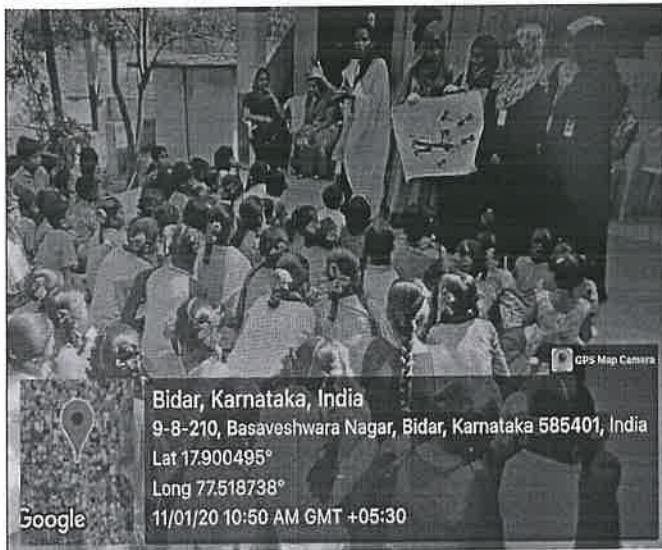 GPS Map Camera
Bidar, Karnataka, India
9-8-210, Basaveshwara Nagar, Bidar, Karnataka 585401, India
Lat 17.900495°
Long 77.518738°
11/01/20 10:50 AM GMT +05:30
Google